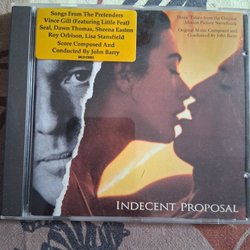 Songs From The Pretenders
Vince Gill (Featuring Little Feat)
Seal, Dawn Thomas, Sheena Easton
Roy Orbison, Lisa Stansfield
Score Composed And
Conducted By John Barry
Music Taken from the Original
Motion Picture Soundtrack
Original Music Composed and
Conducted by John Barry
INDECENT PROPOSAL